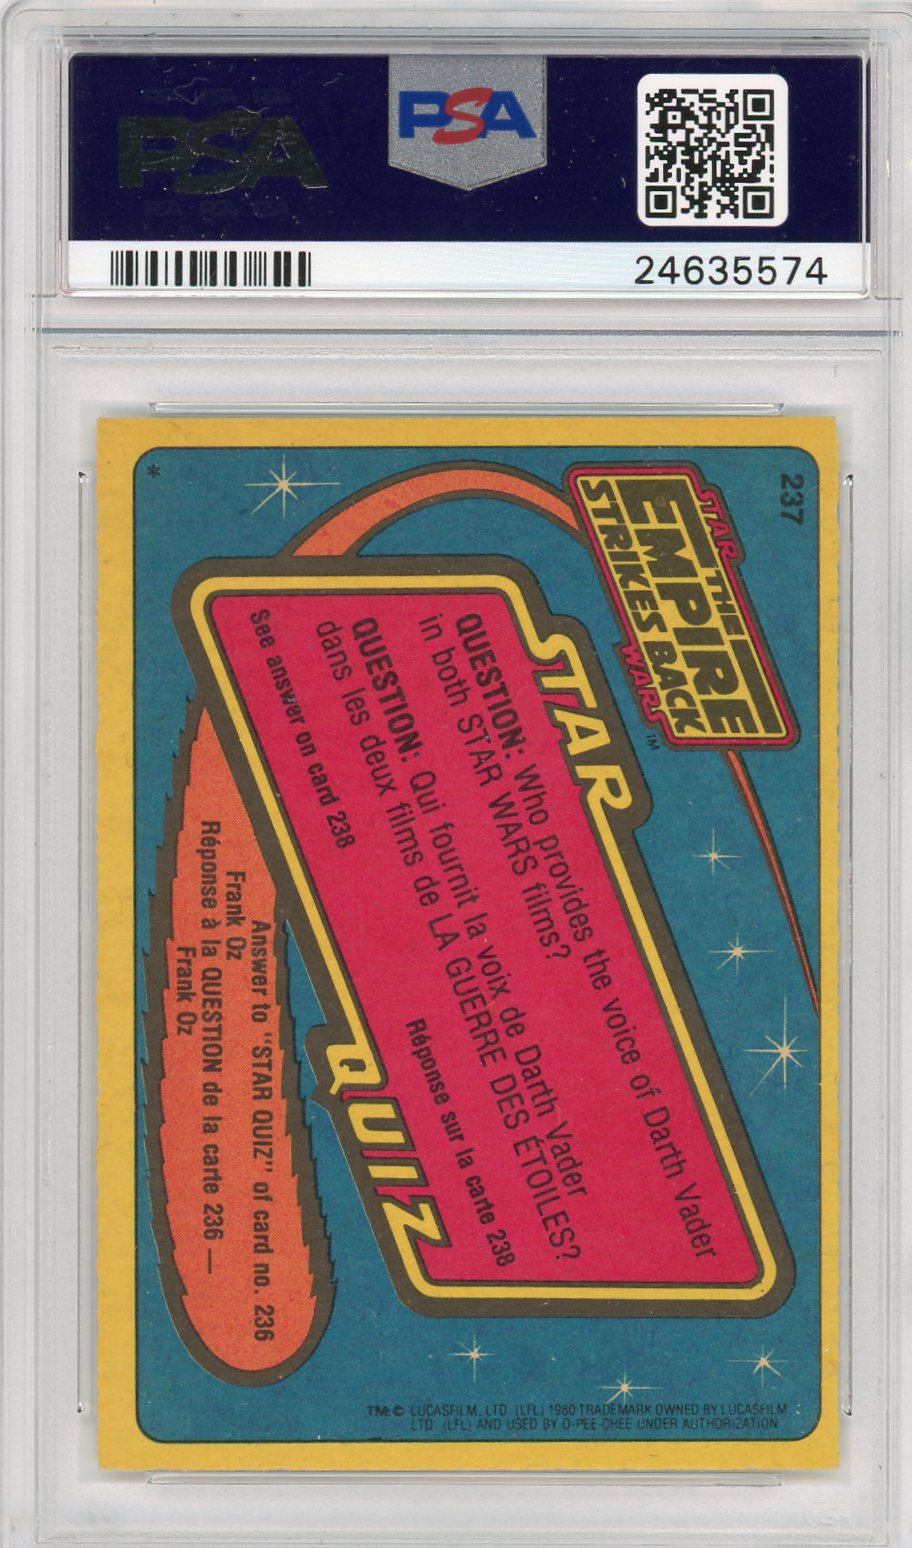 PSA
PSA
24635574
237
STAR
THE
EMPIRE
STRIKES BACK
WARS
TM
STAR
QUIZ
QUESTION: Who provides the voice of Darth Vader
in both STAR WARS films?
QUESTION: Qui fournit la voix de Darth Vader
dans les deux films de LA GUERRE DES ÉTOILES?
See answer on card 238
Réponse sur la carte 238
Answer to "STAR QUIZ" of card no. 236
Frank Oz
Réponse à la QUESTION de la carte 236 —
Frank Oz
*
TM: © LUCASFILM, LTD. (LFL) 1980 TRADEMARK OWNED BY LUCASFILM
LTD. (LFL) AND USED BY O-PEE-CHEE UNDER AUTHORIZATION